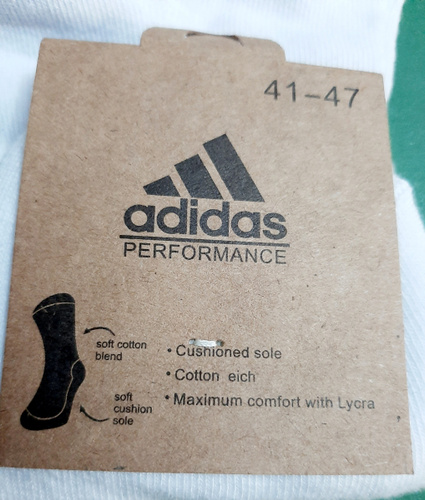 41-47
adidas
PERFORMANCE
soft cotton
blend
soft
cushion
sole
• Cushioned sole
• Cotton eich
• Maximum comfort with Lycra